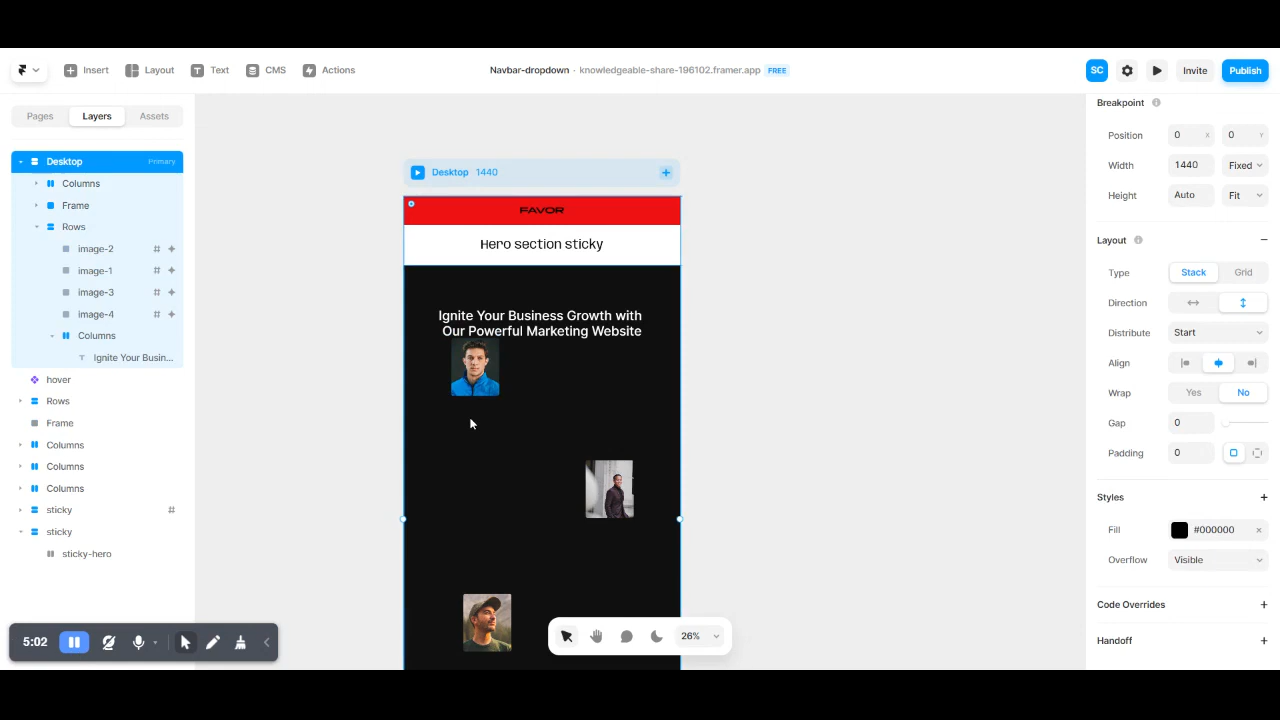 Insert Layout Text CMS Actions Navbar-dropdown · knowledgeable-share-196102.framer.app FREE SC Invite Publish
Pages Layers Assets
Desktop Primary
Columns
Frame
Rows
image-2
image-1
image-3
image-4
Columns
Ignite Your Busin...
hover
Rows
Frame
Columns
Columns
Columns
sticky
sticky
sticky-hero
5:02
Desktop 1440
FAVOR
Hero section sticky
Ignite Your Business Growth with
Our Powerful Marketing Website
26%
Breakpoint
Position 0 X 0 Y
Width 1440 Fixed
Height Auto Fit
Layout
Type Stack Grid
Direction
Distribute Start
Align
Wrap Yes No
Gap 0
Padding 0
Styles
Fill #000000
Overflow Visible
Code Overrides
Handoff